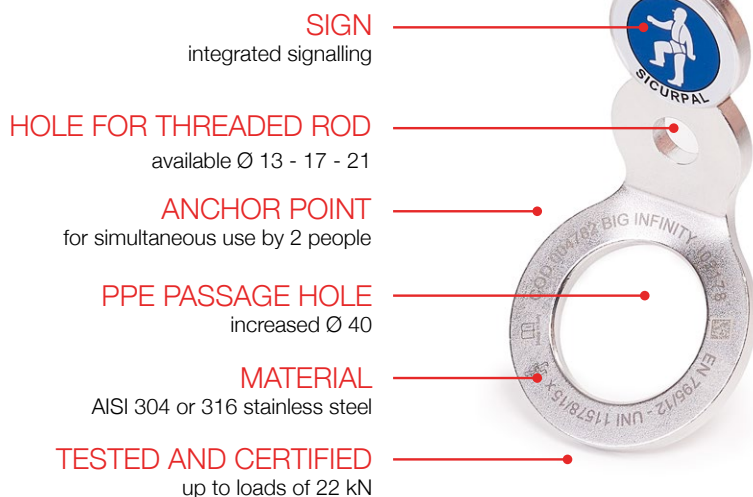 SIGN
integrated signalling
HOLE FOR THREADED ROD
available Ø 13 - 17 - 21
ANCHOR POINT
for simultaneous use by 2 people
PPE PASSAGE HOLE
increased Ø 40
MATERIAL
AISI 304 or 316 stainless steel
TESTED AND CERTIFIED
up to loads of 22 kN
SICURPAL
COD 004782 BIG INFINITY
EN 795/12 - UNI 11578/15 x